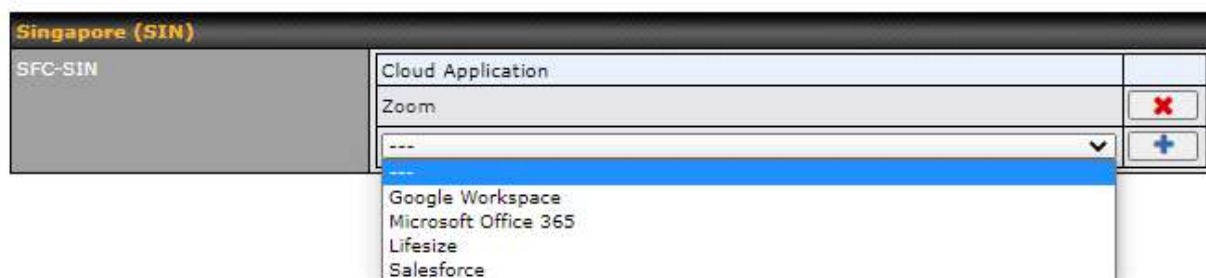 Singapore (SIN)
SFC-SIN
Cloud Application
Zoom
---
---
Google Workspace
Microsoft Office 365
Lifesize
Salesforce